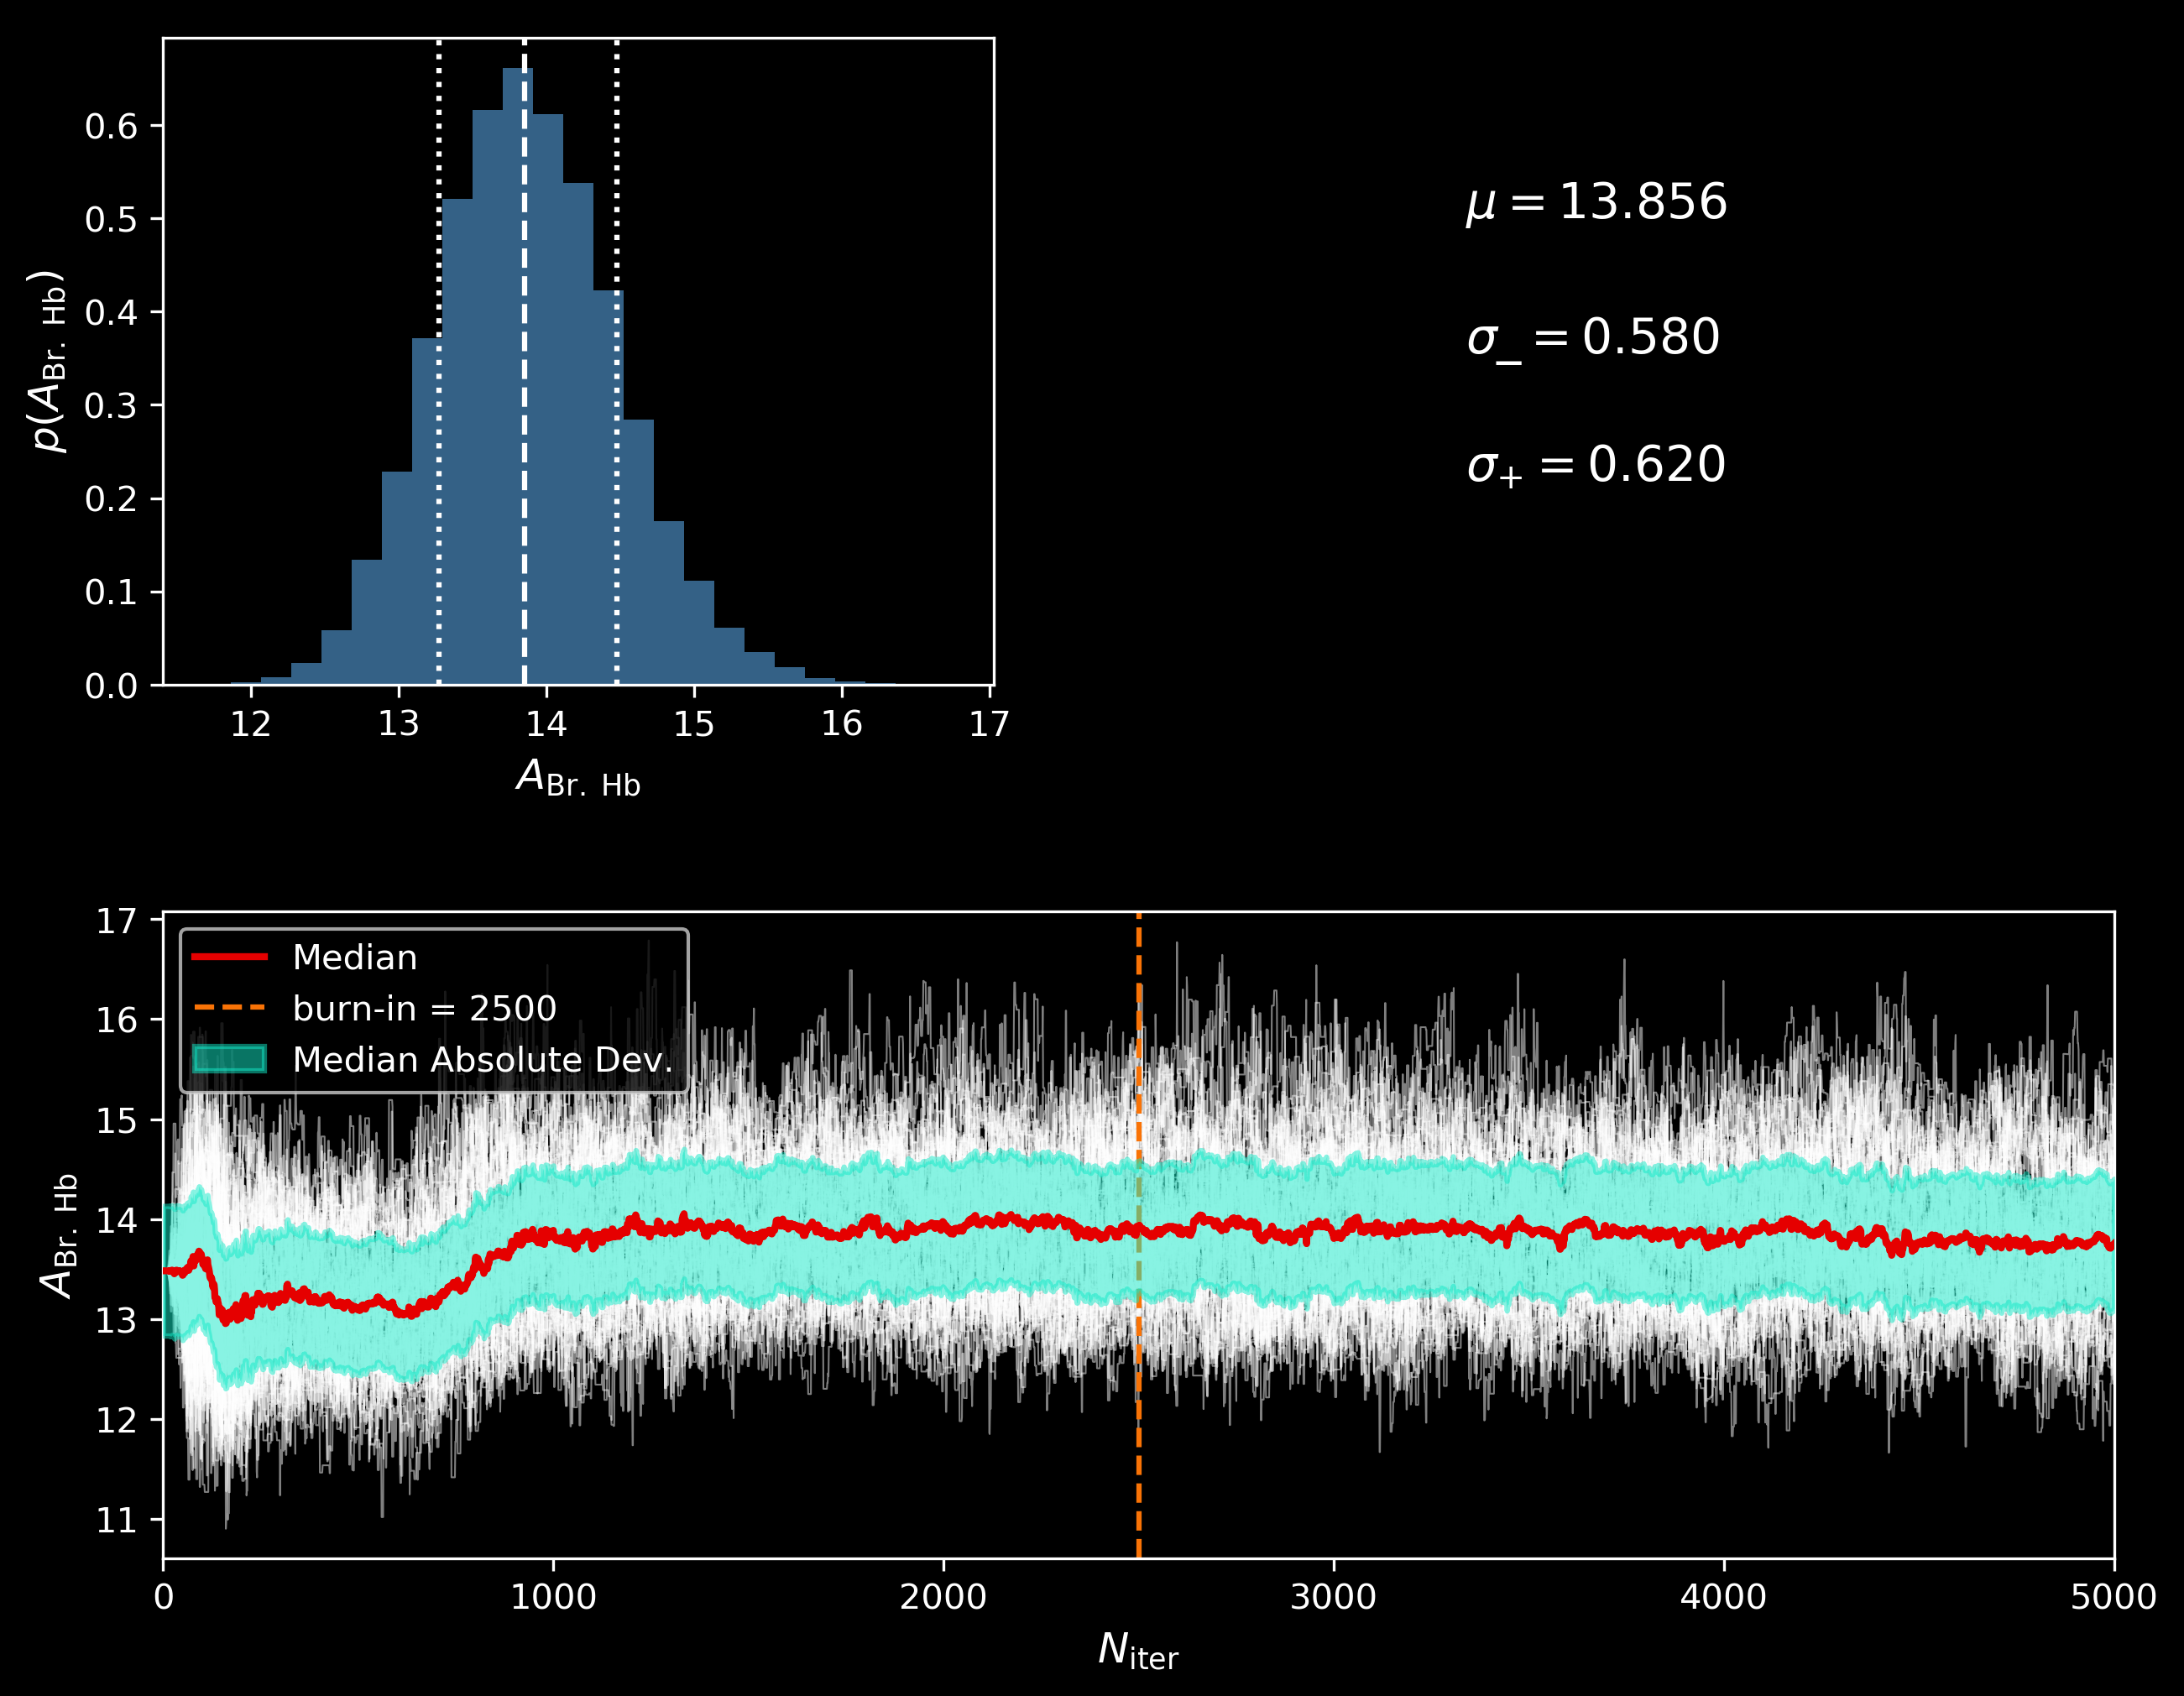 0.6
0.5
0.4
0.3
0.2
0.1
0.0
p(A_Br. Hb)
12 13 14 15 16 17
A_Br. Hb
μ = 13.856
σ_− = 0.580
σ_+ = 0.620
17
16
15
14
13
12
11
A_Br. Hb
Median
burn-in = 2500
Median Absolute Dev.
0 1000 2000 3000 4000 5000
N_iter